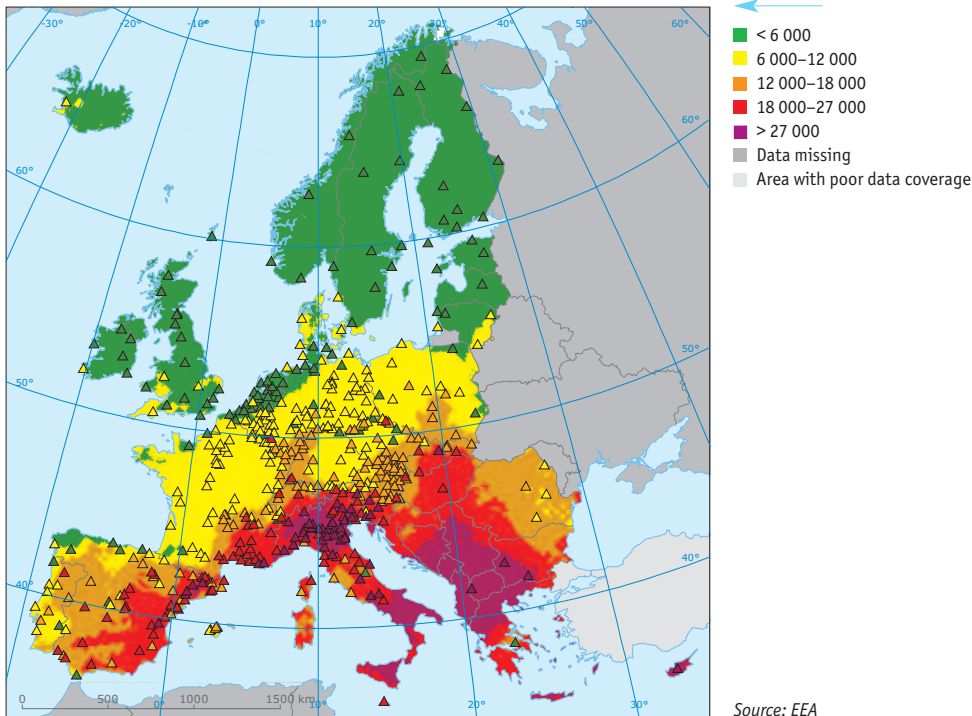 -30° -20° -10° 0° 10° 20° 30° 40° 50° 60°
< 6 000
6 000–12 000
12 000–18 000
18 000–27 000
> 27 000
Data missing
Area with poor data coverage
60°
60°
50°
50°
40°
40°
0 500 1000 1500 km
-10° 0° 10° 20° 30°
Source: EEA